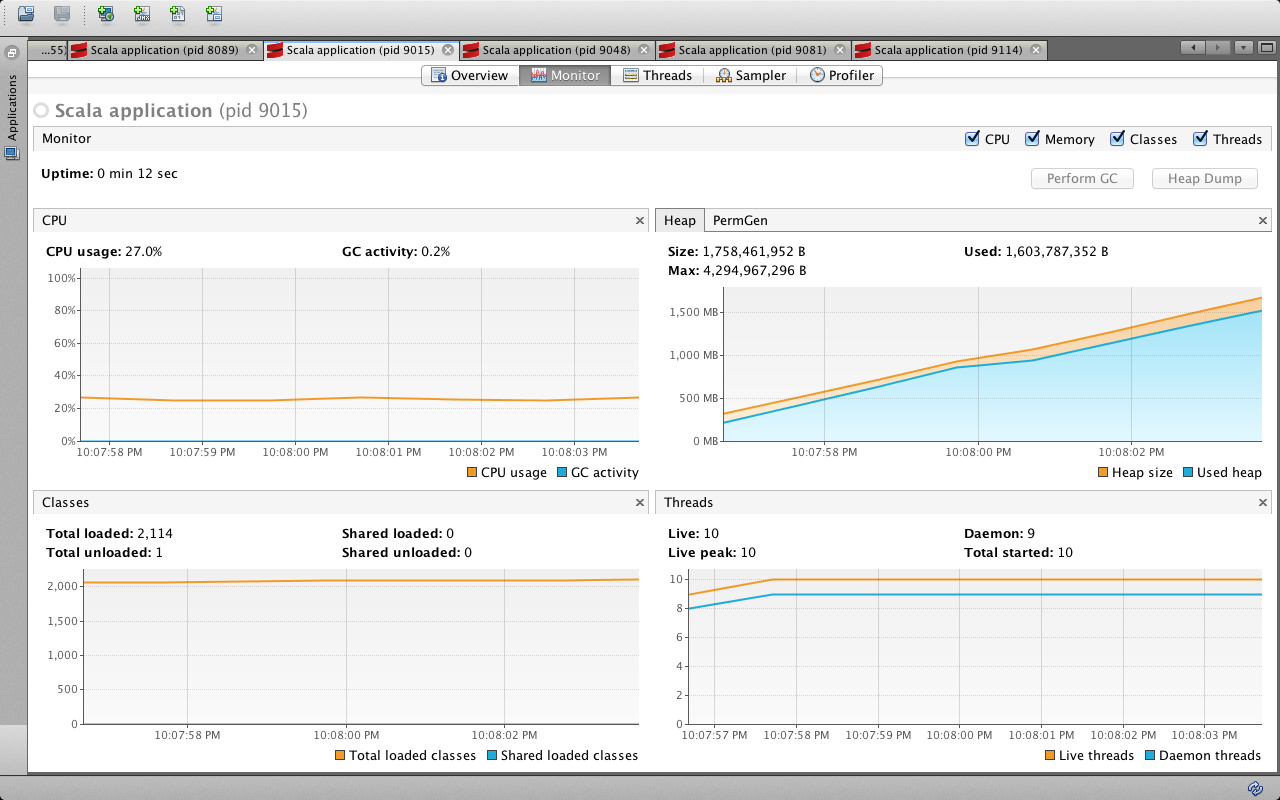 ...55)
Scala application (pid 8089)
Scala application (pid 9015)
Scala application (pid 9048)
Scala application (pid 9081)
Scala application (pid 9114)
Applications
Overview
Monitor
Threads
Sampler
Profiler
Scala application (pid 9015)
Monitor
CPU
Memory
Classes
Threads
Uptime: 0 min 12 sec
Perform GC
Heap Dump
CPU
CPU usage: 27.0%
GC activity: 0.2%
100%
80%
60%
40%
20%
0%
10:07:58 PM
10:07:59 PM
10:08:00 PM
10:08:01 PM
10:08:02 PM
10:08:03 PM
CPU usage
GC activity
Heap
PermGen
Size: 1,758,461,952 B
Used: 1,603,787,352 B
Max: 4,294,967,296 B
1,500 MB
1,000 MB
500 MB
0 MB
10:07:58 PM
10:08:00 PM
10:08:02 PM
Heap size
Used heap
Classes
Total loaded: 2,114
Shared loaded: 0
Total unloaded: 1
Shared unloaded: 0
2,000
1,500
1,000
500
0
10:07:58 PM
10:08:00 PM
10:08:02 PM
Total loaded classes
Shared loaded classes
Threads
Live: 10
Daemon: 9
Live peak: 10
Total started: 10
10
8
6
4
2
0
10:07:57 PM
10:07:58 PM
10:07:59 PM
10:08:00 PM
10:08:01 PM
10:08:02 PM
10:08:03 PM
Live threads
Daemon threads